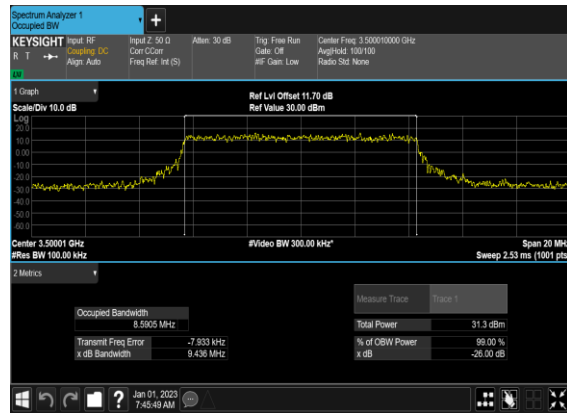 Spectrum Analyzer 1
Occupied BW
+
KEYSIGHT Input: RF Input Z: 50 Ω Atten: 30 dB Trig: Free Run Center Freq: 3.500010000 GHz
R T Coupling: DC Corr CCorr Gate: Off Avg|Hold: 100/100
Align: Auto Freq Ref: Int (S) #IF Gain: Low Radio Std: None
1 Graph Ref Lvl Offset 11.70 dB
Scale/Div 10.0 dB Ref Value 30.00 dBm
Log
20.0
10.0
0.00
-10.0
-20.0
-30.0
-40.0
-50.0
-60.0
Center 3.50001 GHz #Video BW 300.00 kHz* Span 20 MHz
#Res BW 100.00 kHz Sweep 2.53 ms (1001 pts
2 Metrics
Measure Trace Trace 1
Occupied Bandwidth
8.5905 MHz Total Power 31.3 dBm
Transmit Freq Error -7.933 kHz % of OBW Power 99.00 %
x dB Bandwidth 9.436 MHz x dB -26.00 dB
? Jan 01, 2023
7:45:49 AM